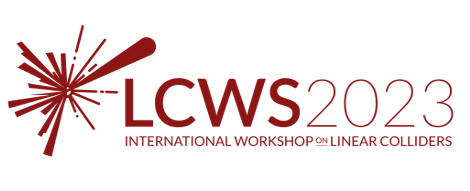 LCWS2023
INTERNATIONAL WORKSHOP ON LINEAR COLLIDERS